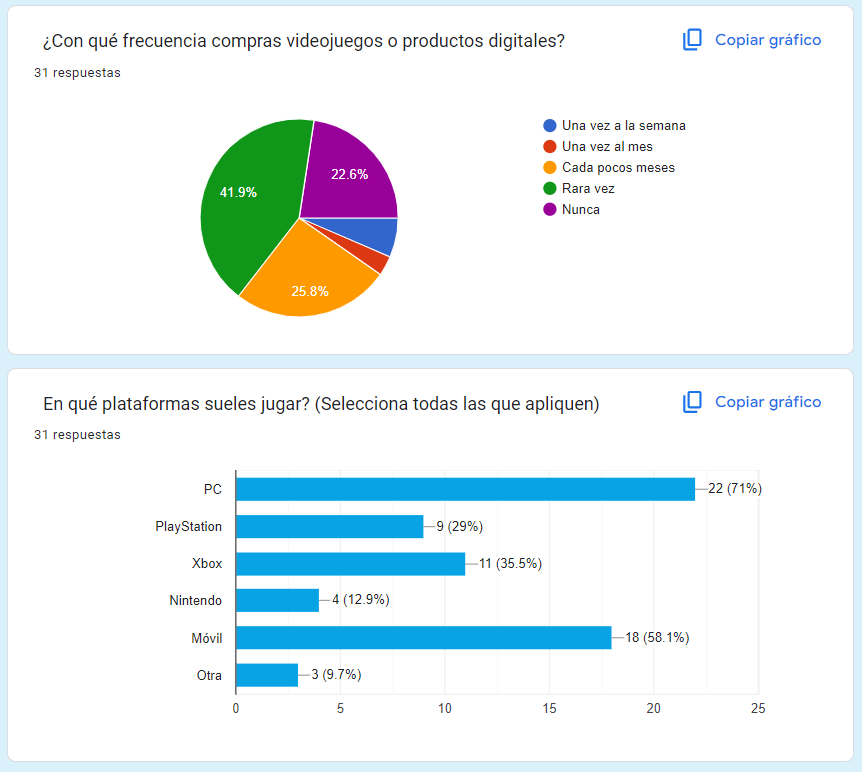 ¿Con qué frecuencia compras videojuegos o productos digitales?
Copiar gráfico
31 respuestas
41.9%
22.6%
25.8%
Una vez a la semana
Una vez al mes
Cada pocos meses
Rara vez
Nunca
En qué plataformas sueles jugar? (Selecciona todas las que apliquen)
Copiar gráfico
31 respuestas
PC 22 (71%)
PlayStation 9 (29%)
Xbox 11 (35.5%)
Nintendo 4 (12.9%)
Móvil 18 (58.1%)
Otra 3 (9.7%)
0 5 10 15 20 25